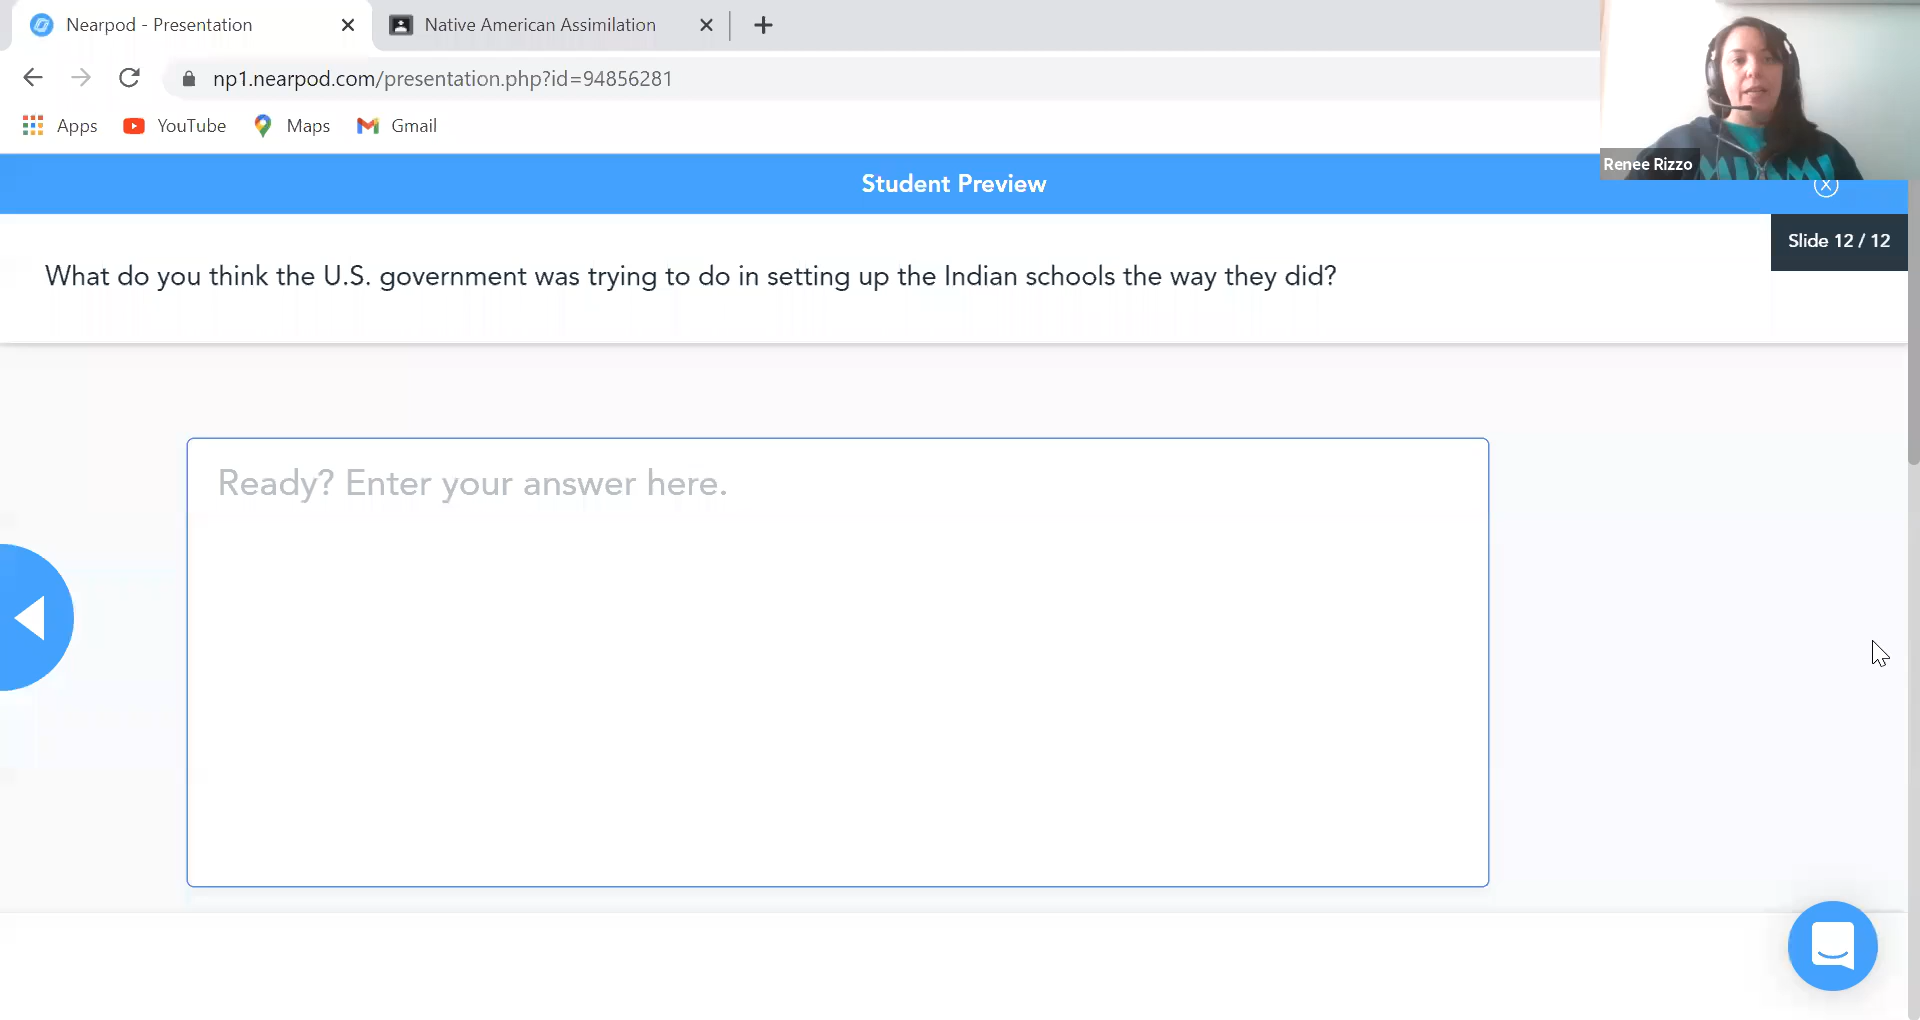 Nearpod - Presentation
Native American Assimilation
np1.nearpod.com/presentation.php?id=94856281
Apps
YouTube
Maps
Gmail
Renee Rizzo
MIAMI
Student Preview
Slide 12 / 12
What do you think the U.S. government was trying to do in setting up the Indian schools the way they did?
Ready? Enter your answer here.